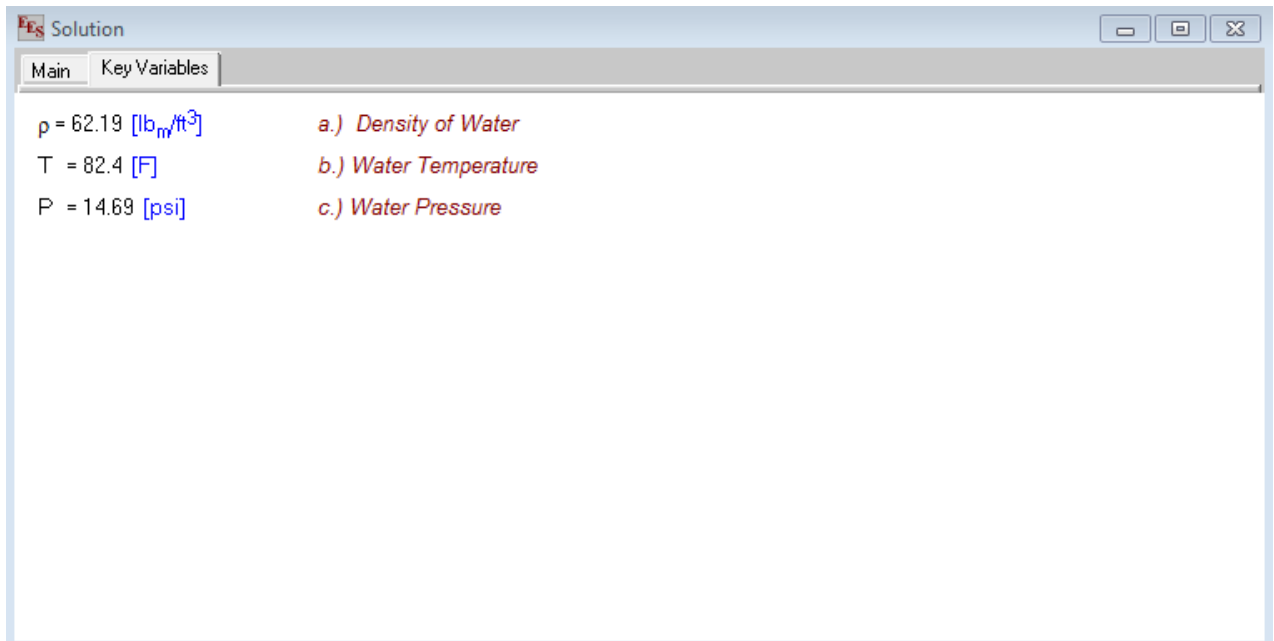 EES Solution
Main Key Variables
ρ = 62.19 [lbm/ft3] a.) Density of Water
T = 82.4 [F] b.) Water Temperature
P = 14.69 [psi] c.) Water Pressure